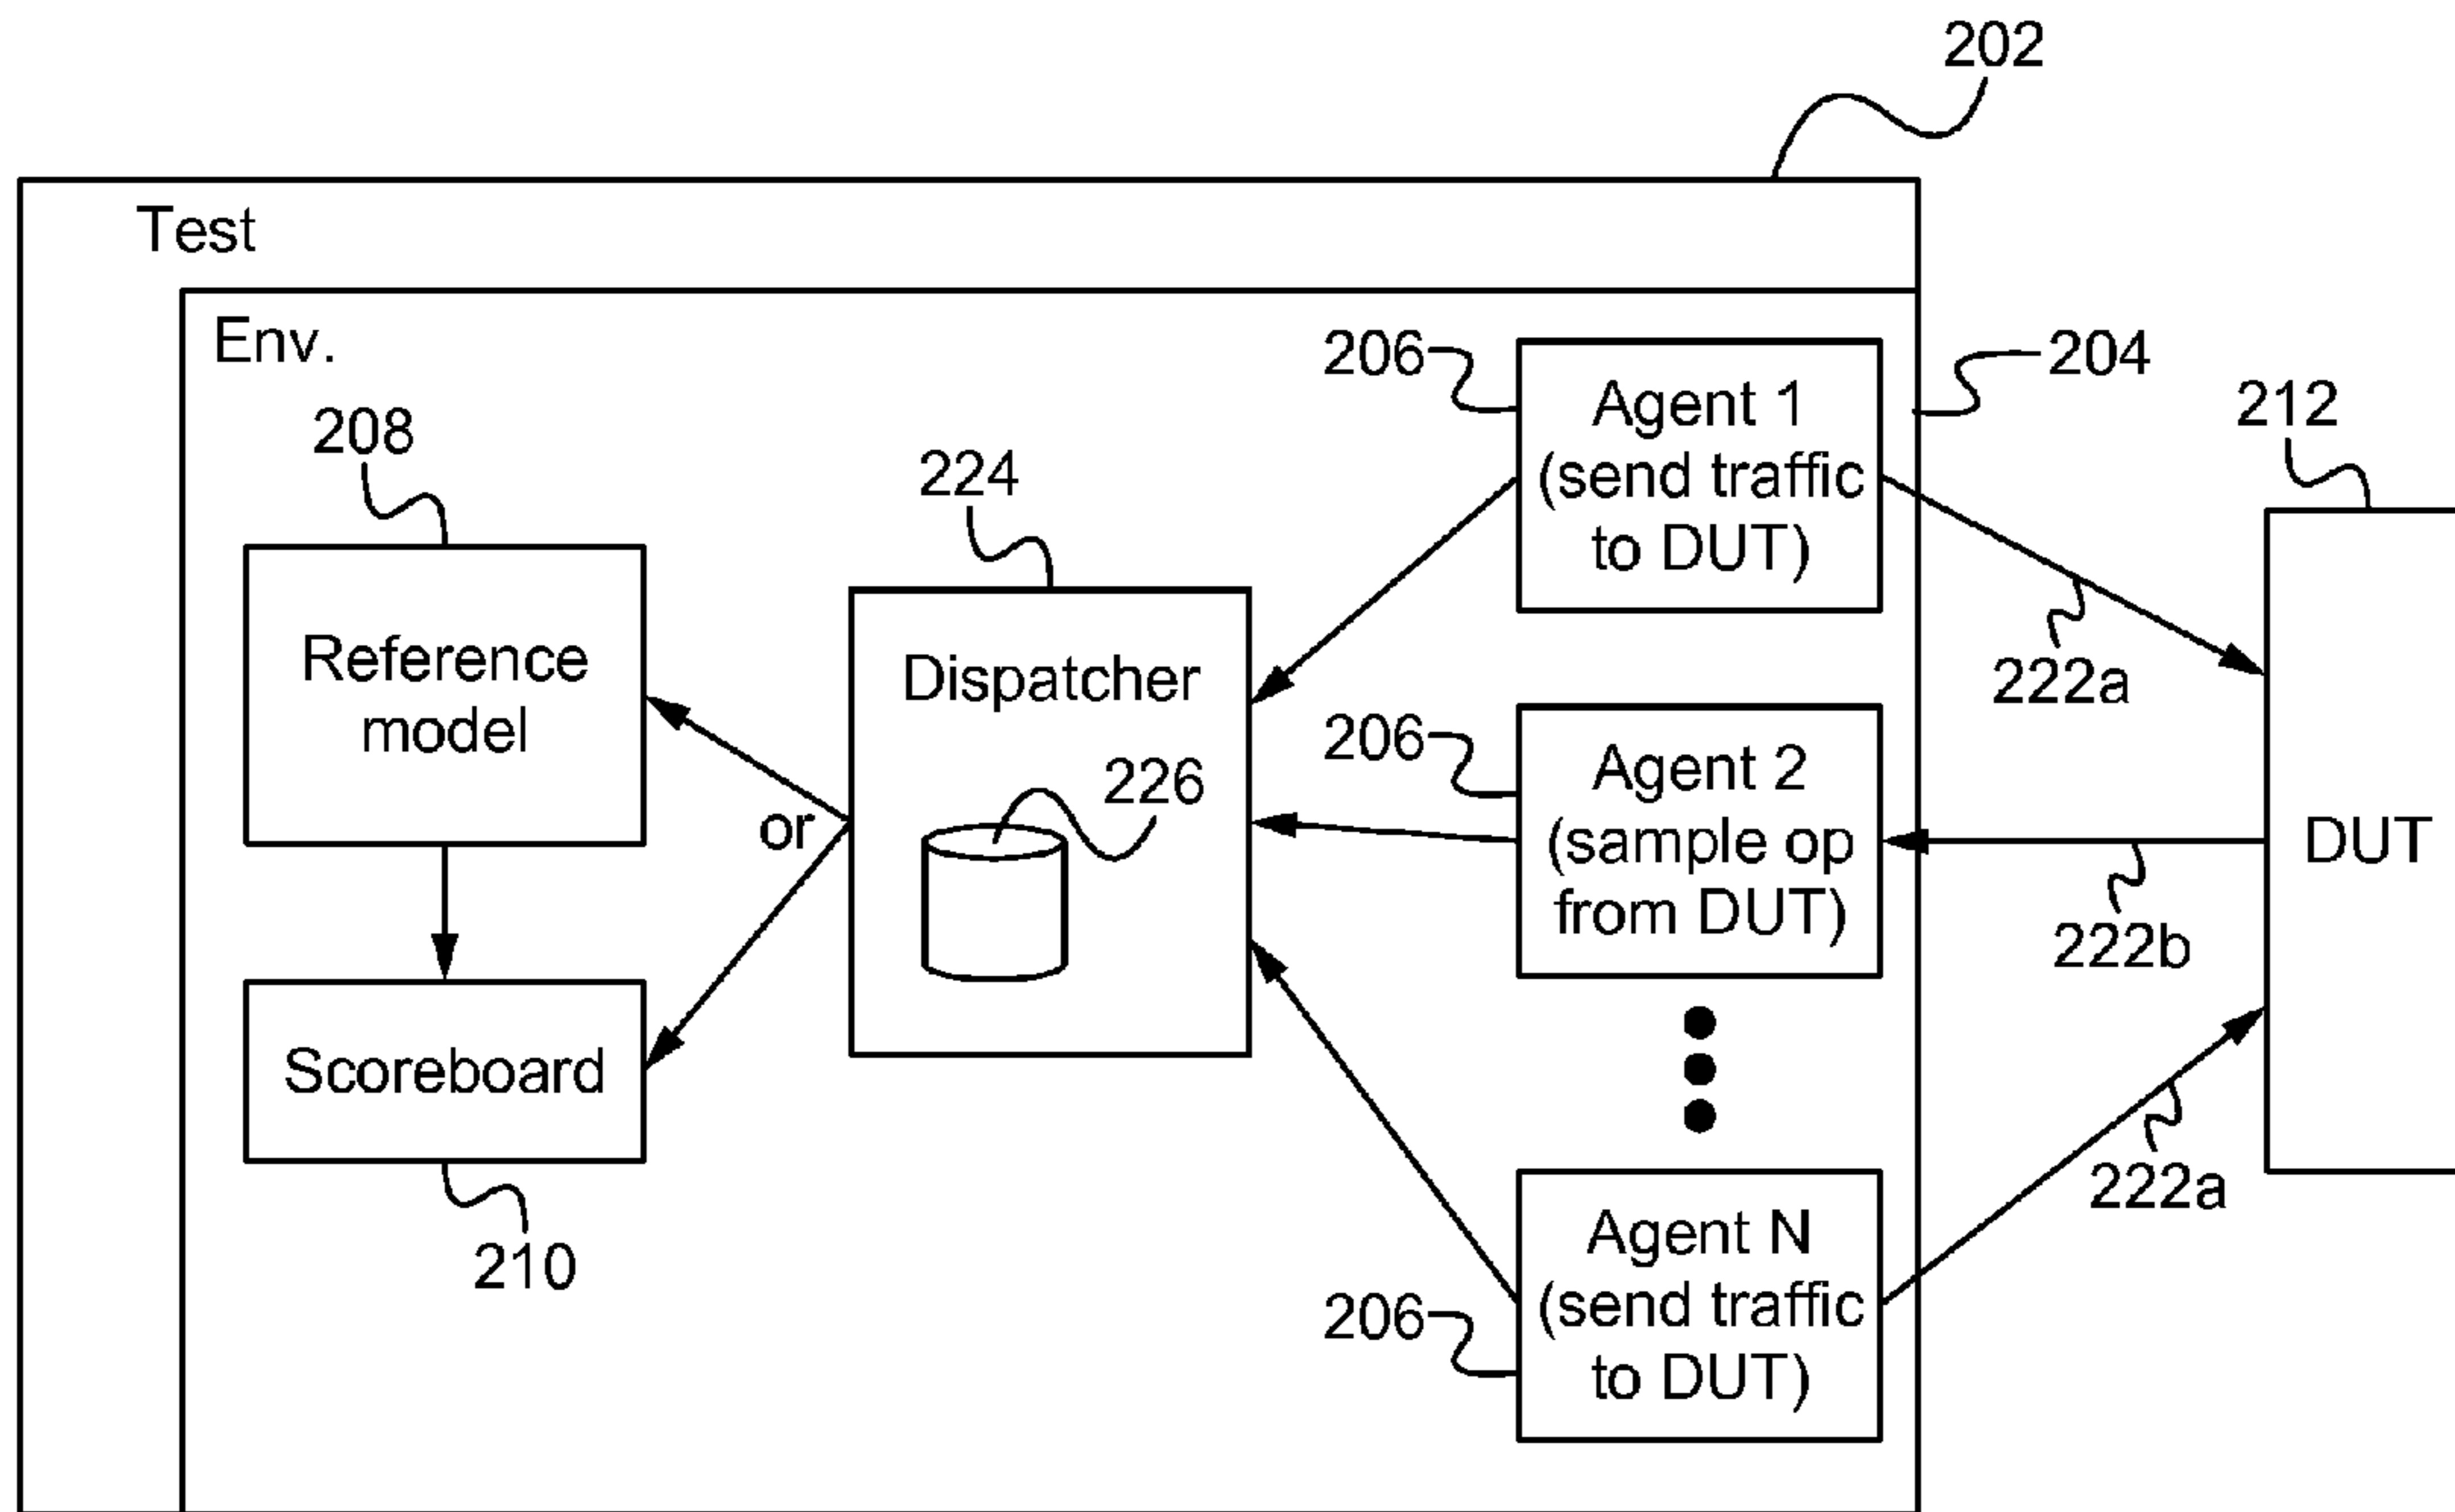 202
Test
Env.
206
Agent 1
(send traffic
to DUT)
204
212
208
224
Reference
model
Dispatcher
222a
206
Agent 2
(sample op
from DUT)
226
or
DUT
222b
Scoreboard
222a
210
206
Agent N
(send traffic
to DUT)